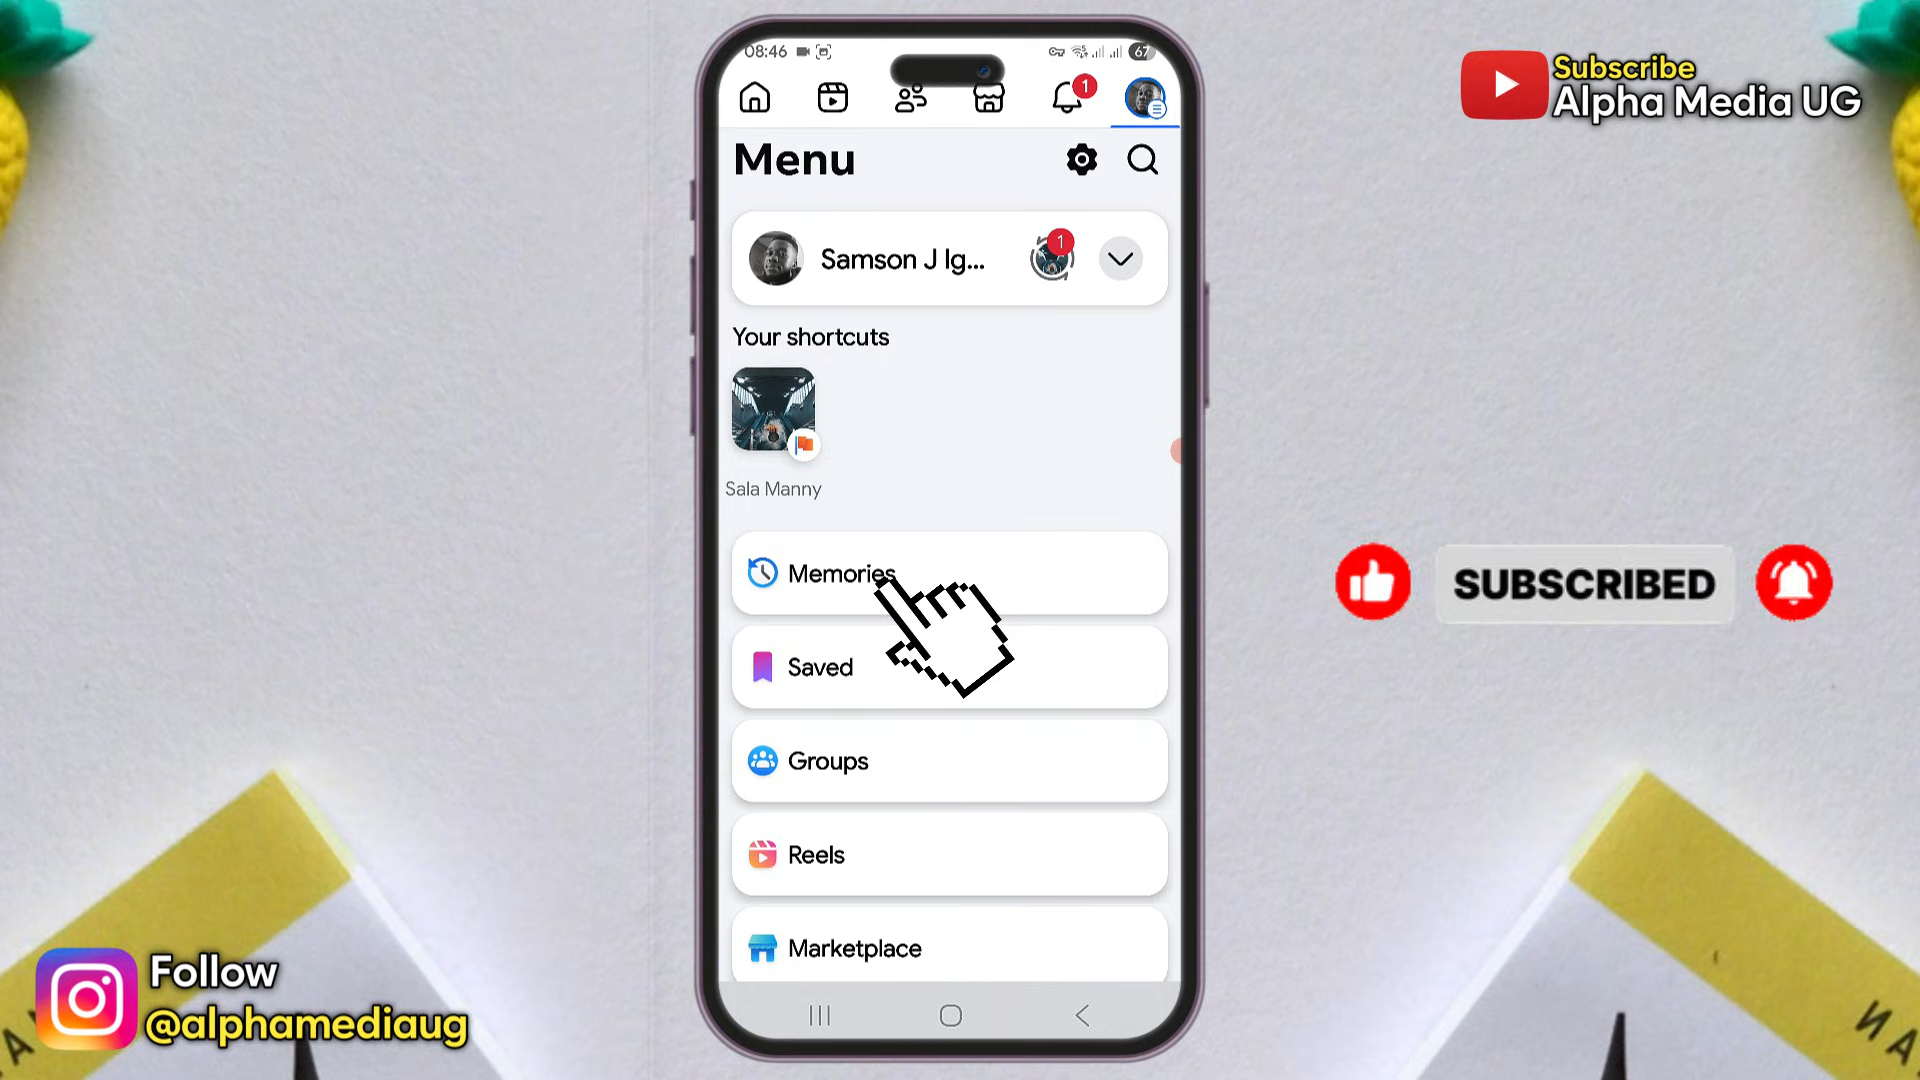 08:46
67
1
Menu
Samson J Ig...
1
Your shortcuts
Sala Manny
Memories
Saved
Groups
Reels
Marketplace
Subscribe
Alpha Media UG
SUBSCRIBED
Follow
@alphamediaug